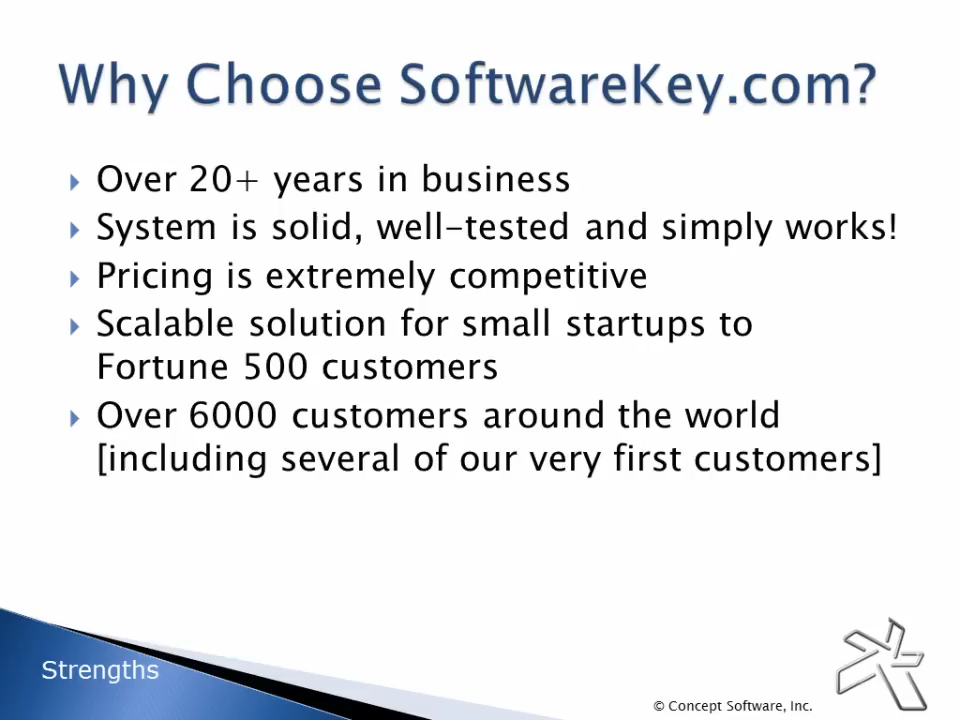 Why Choose SoftwareKey.com?
Over 20+ years in business
System is solid, well-tested and simply works!
Pricing is extremely competitive
Scalable solution for small startups to
Fortune 500 customers
Over 6000 customers around the world
[including several of our very first customers]
Strengths
© Concept Software, Inc.